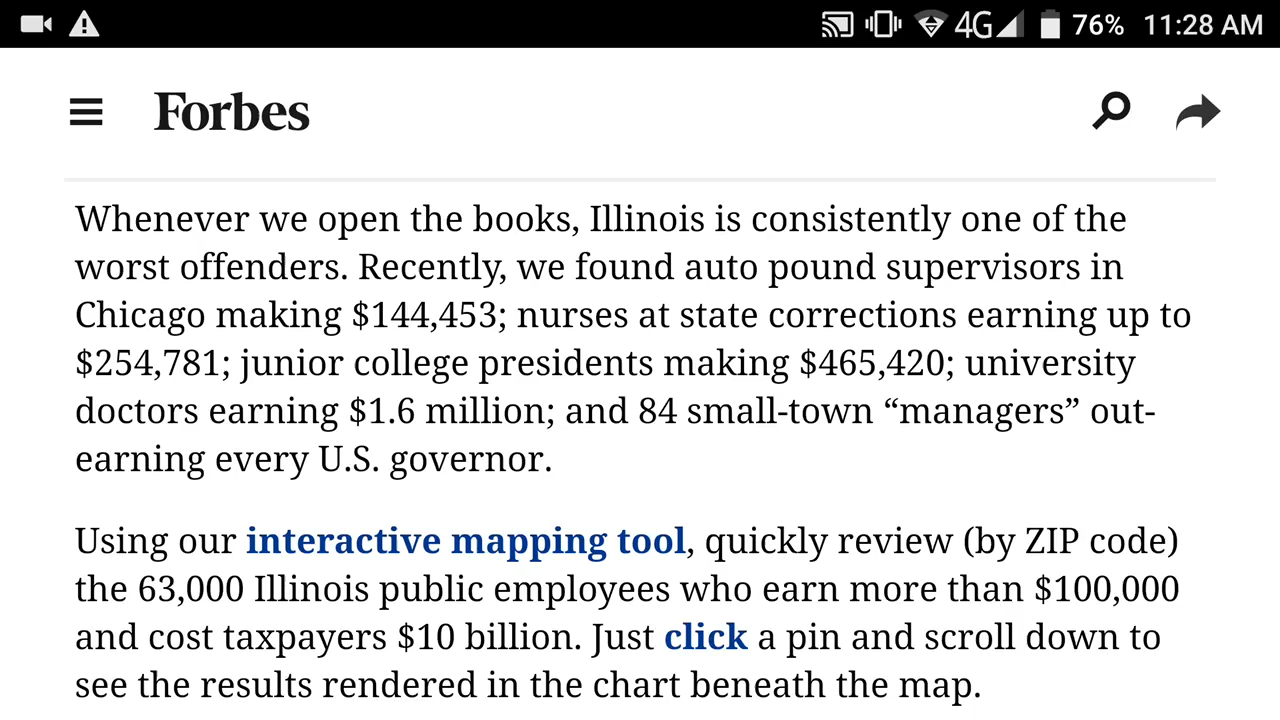 4G 76% 11:28 AM
Forbes
Whenever we open the books, Illinois is consistently one of the
worst offenders. Recently, we found auto pound supervisors in
Chicago making $144,453; nurses at state corrections earning up to
$254,781; junior college presidents making $465,420; university
doctors earning $1.6 million; and 84 small-town “managers” out-
earning every U.S. governor.
Using our interactive mapping tool, quickly review (by ZIP code)
the 63,000 Illinois public employees who earn more than $100,000
and cost taxpayers $10 billion. Just click a pin and scroll down to
see the results rendered in the chart beneath the map.